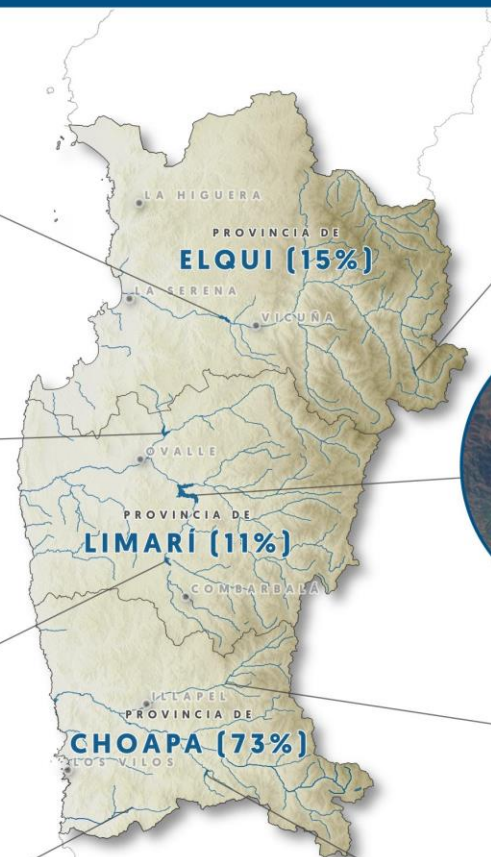 LA HIGUERA
PROVINCIA DE
ELQUI (15%)
LA SERENA
VICUÑA
OVALLE
PROVINCIA DE
LIMARÍ (11%)
COMBARBALÁ
ILLAPEL
PROVINCIA DE
CHOAPA (73%)
LOS VILOS